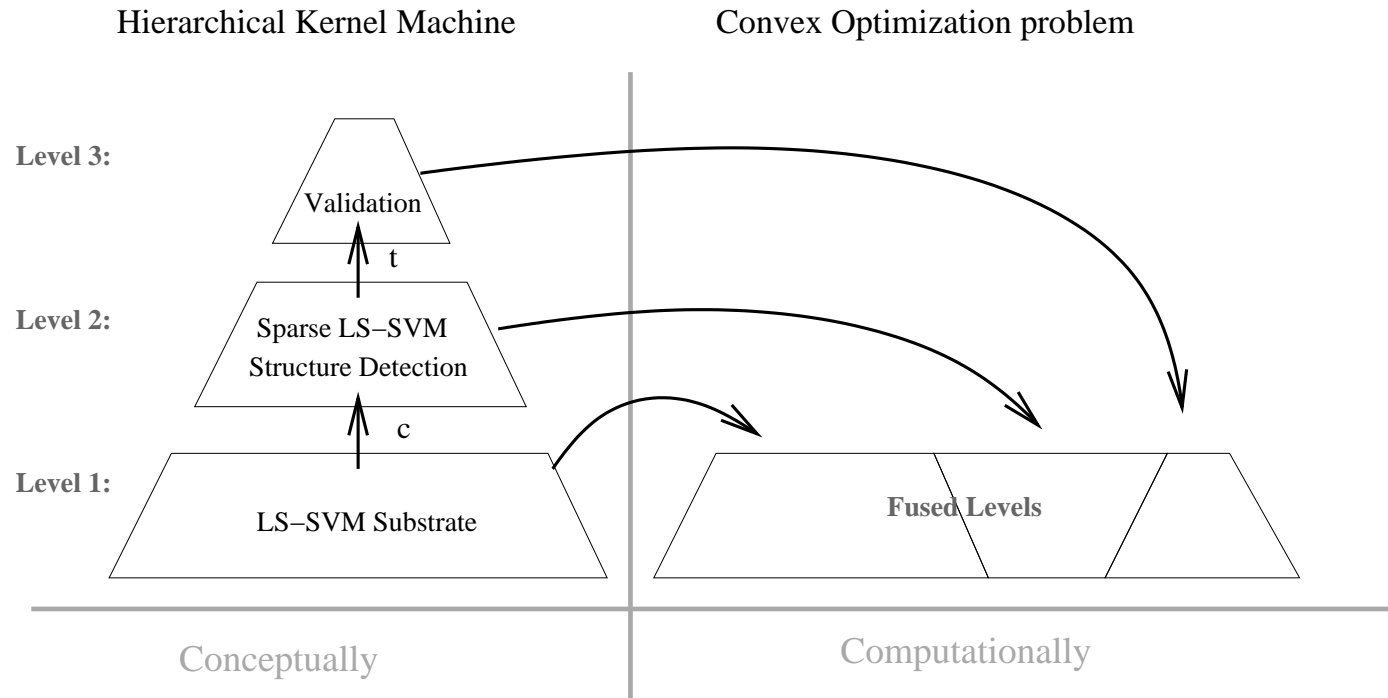 Hierarchical Kernel Machine
Convex Optimization problem
Level 3:
Validation
t
Level 2:
Sparse LS−SVM
Structure Detection
c
Level 1:
LS−SVM Substrate
Fused Levels
Conceptually
Computationally